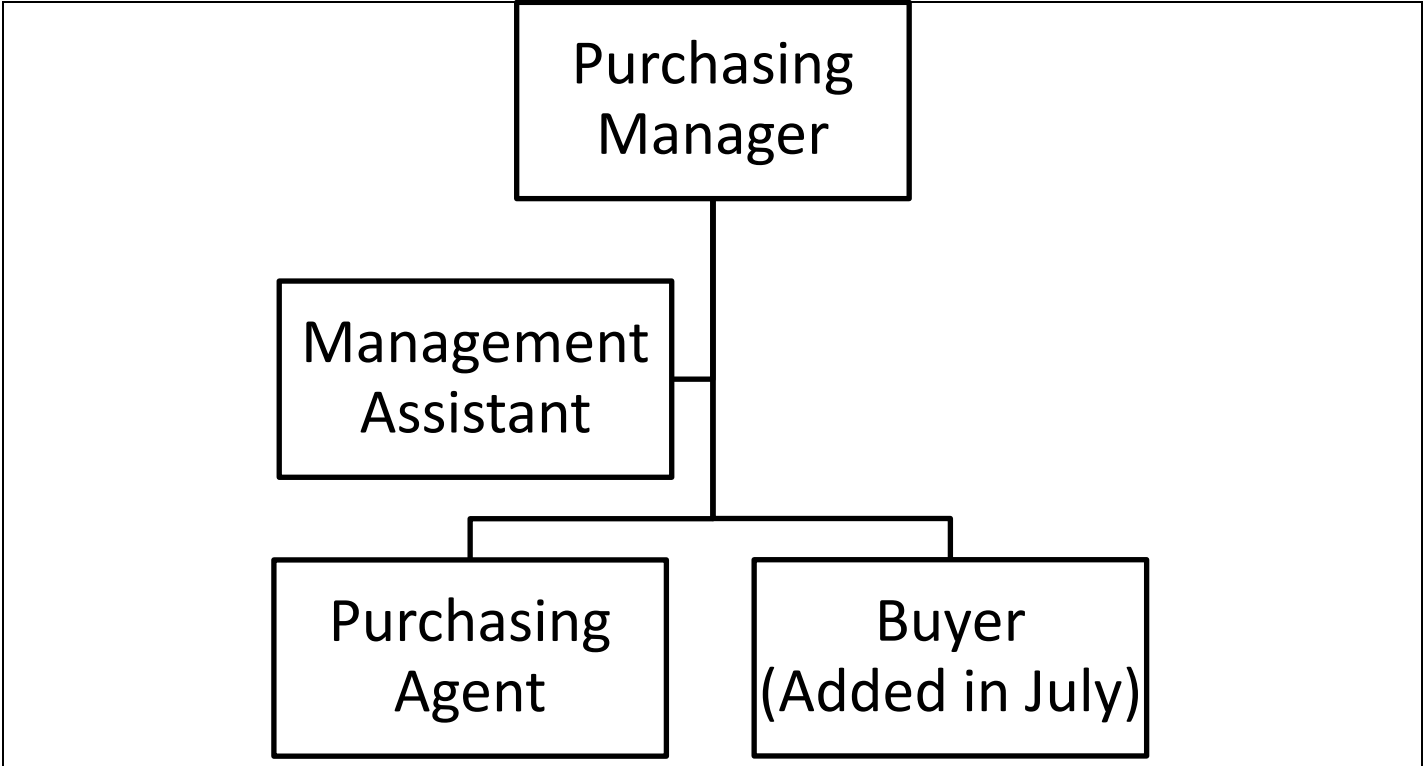 Purchasing
Manager
Management
Assistant
Purchasing
Agent
Buyer
(Added in July)